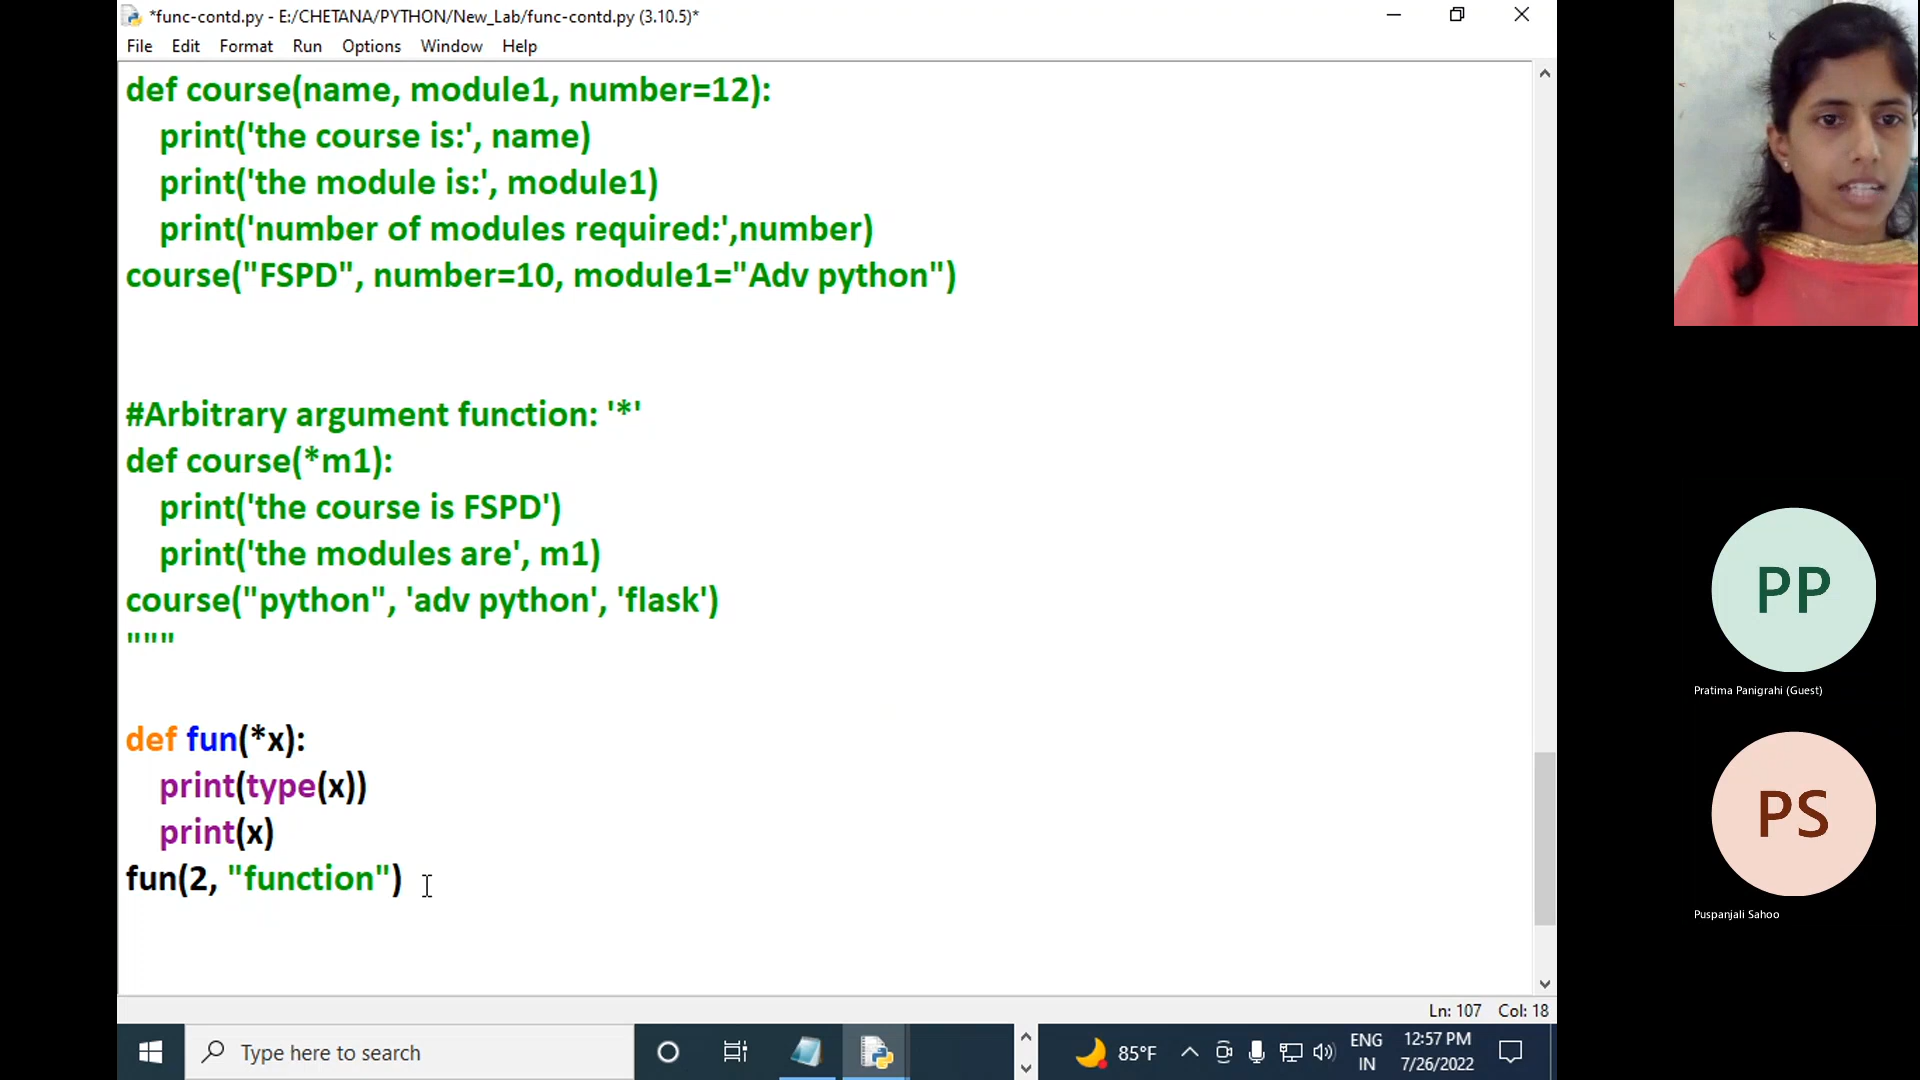 *func-contd.py - E:/CHETANA/PYTHON/New_Lab/func-contd.py (3.10.5)*
File Edit Format Run Options Window Help
def course(name, module1, number=12):
    print('the course is:', name)
    print('the module is:', module1)
    print('number of modules required:',number)
course("FSPD", number=10, module1="Adv python")
#Arbitrary argument function: '*'
def course(*m1):
    print('the course is FSPD')
    print('the modules are', m1)
course("python", 'adv python', 'flask')
"""
def fun(*x):
    print(type(x))
    print(x)
fun(2, "function")
Ln: 107 Col: 18
Type here to search
85°F
ENG
IN
12:57 PM
7/26/2022
PP
Pratima Panigrahi (Guest)
PS
Puspanjali Sahoo